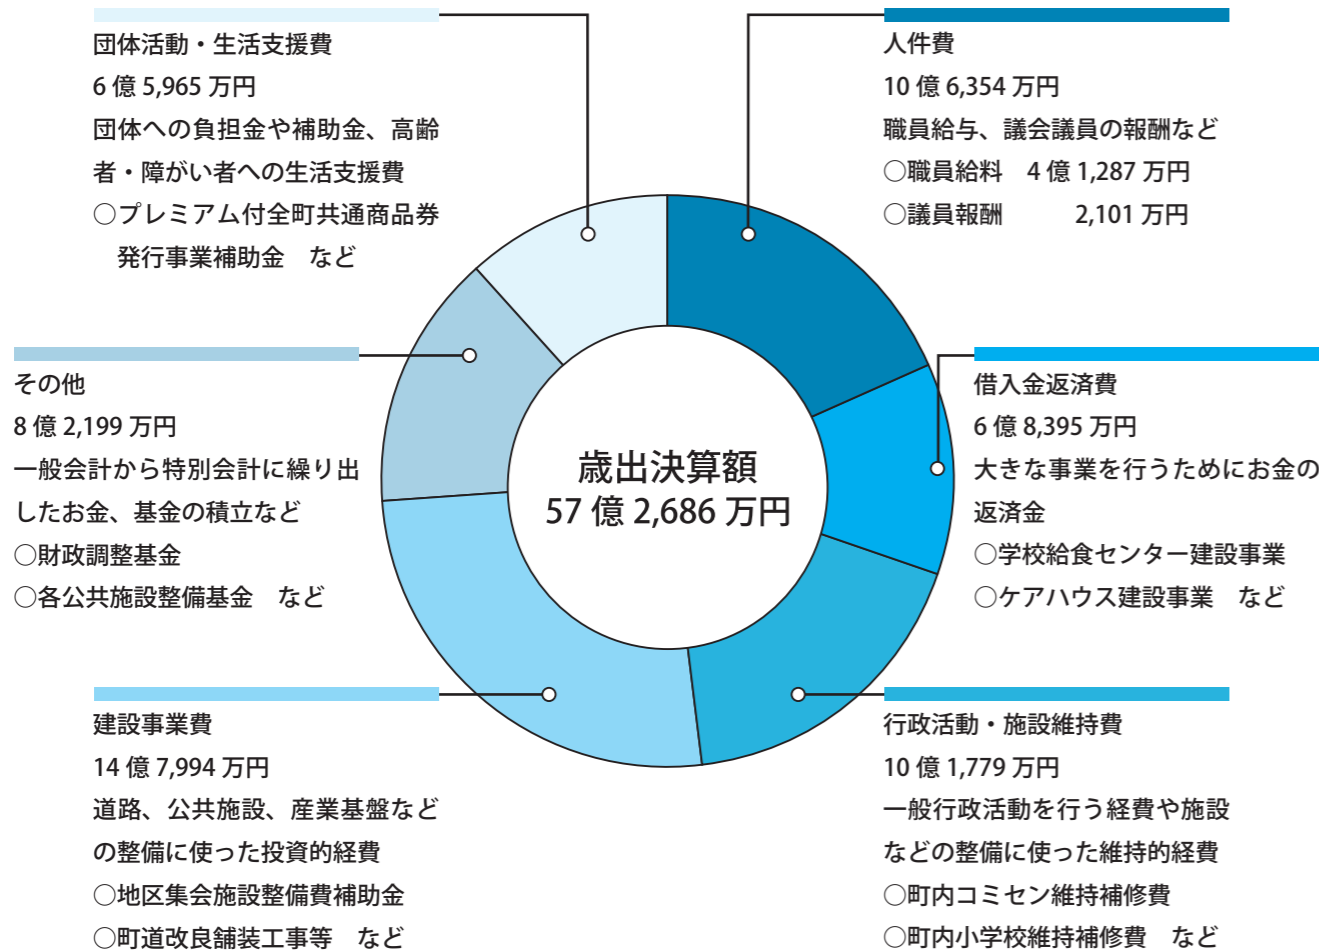 団体活動・生活支援費
6 億 5,965 万円
団体への負担金や補助金、高齢
者・障がい者への生活支援費
○プレミアム付全町共通商品券
発行事業補助金　など
人件費
10 億 6,354 万円
職員給与、議会議員の報酬など
○職員給料　4 億 1,287 万円
○議員報酬　　　2,101 万円
その他
8 億 2,199 万円
一般会計から特別会計に繰り出
したお金、基金の積立など
○財政調整基金
○各公共施設整備基金　など
歳出決算額
57 億 2,686 万円
借入金返済費
6 億 8,395 万円
大きな事業を行うためにお金の
返済金
○学校給食センター建設事業
○ケアハウス建設事業　など
建設事業費
14 億 7,994 万円
道路、公共施設、産業基盤など
の整備に使った投資的経費
○地区集会施設整備費補助金
○町道改良舗装工事等　など
行政活動・施設維持費
10 億 1,779 万円
一般行政活動を行う経費や施設
などの整備に使った維持的経費
○町内コミセン維持補修費
○町内小学校維持補修費　など